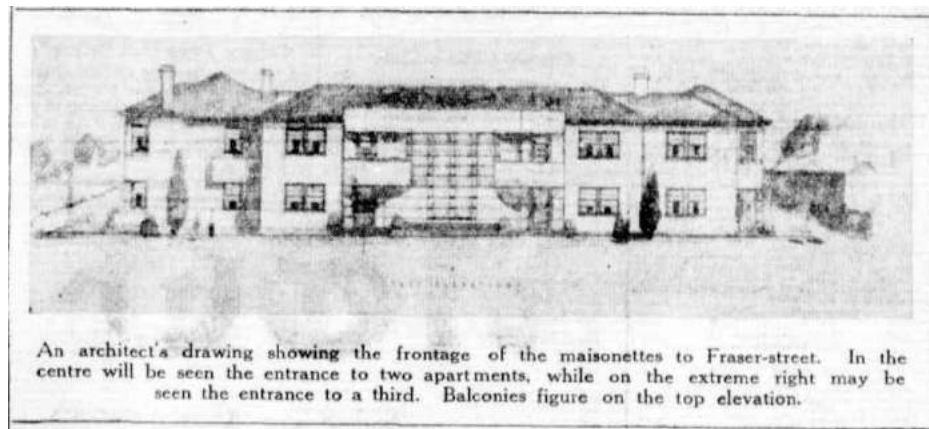 An architect's drawing showing the frontage of the maisonettes to Fraser-street. In the
centre will be seen the entrance to two apartments, while on the extreme right may be
seen the entrance to a third. Balconies figure on the top elevation.